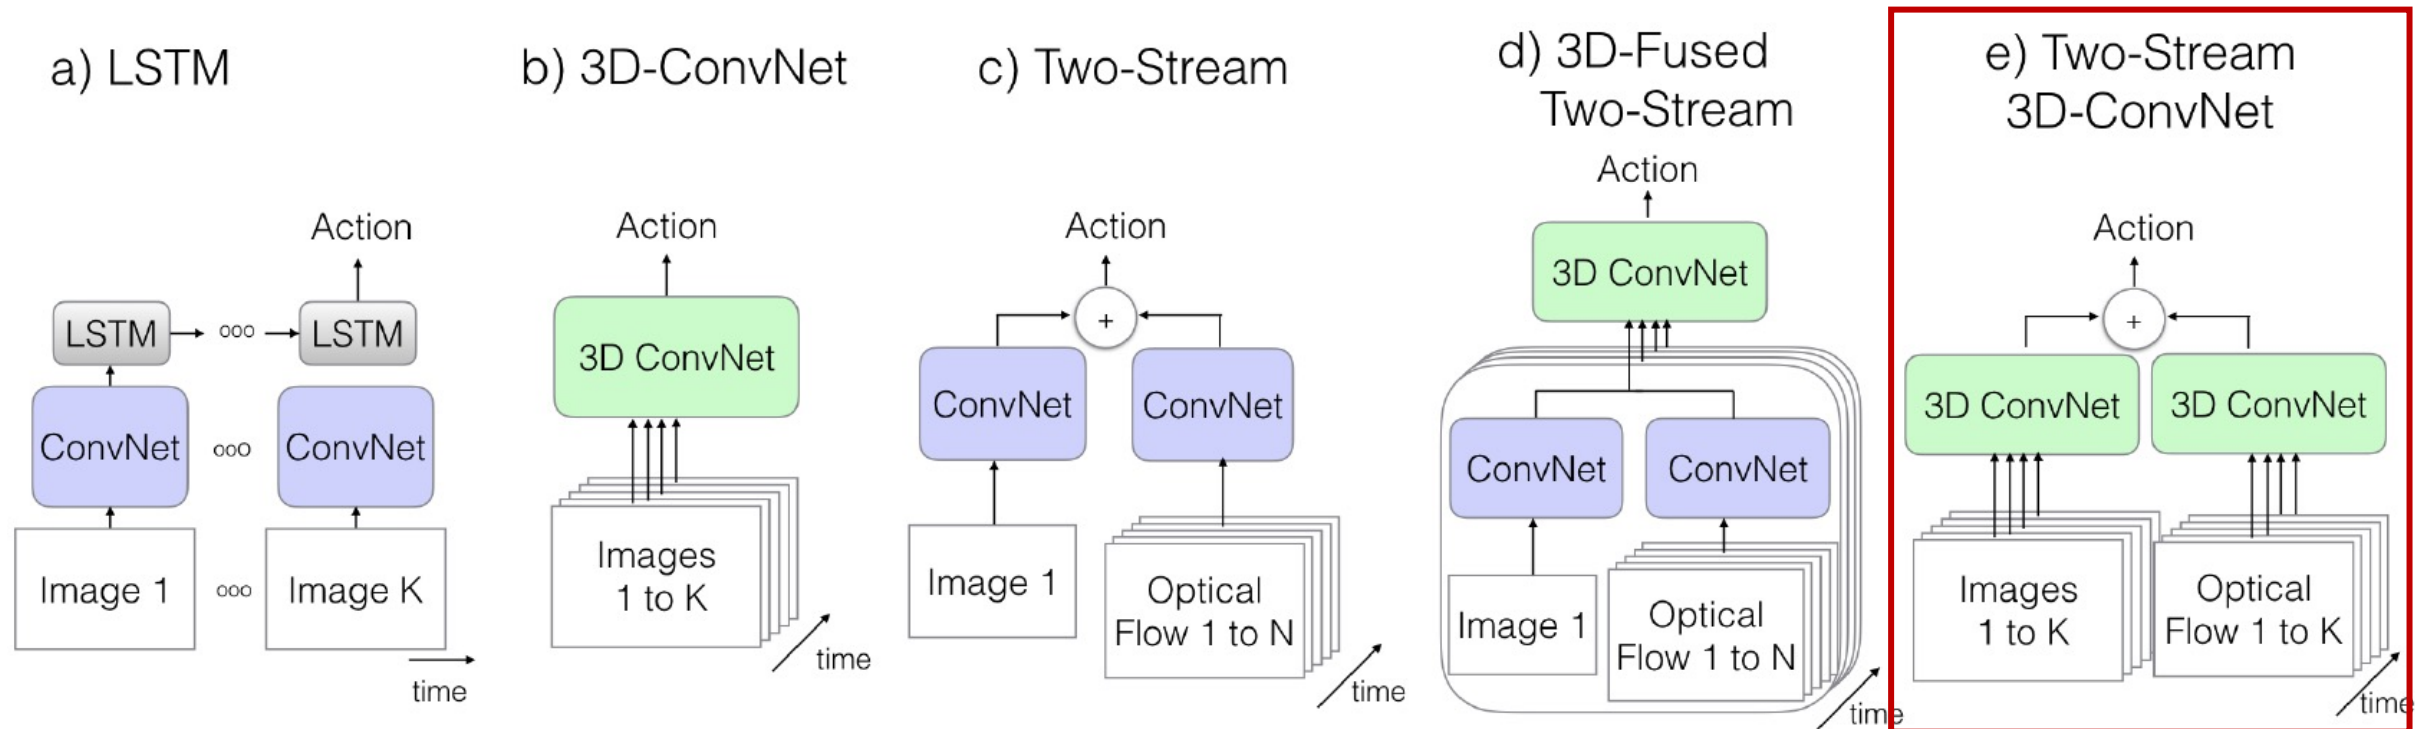 a) LSTM
Action
LSTM ooo LSTM
ConvNet ooo ConvNet
Image 1 ooo Image K
time
b) 3D-ConvNet
Action
3D ConvNet
Images
1 to K
time
c) Two-Stream
Action
+
ConvNet ConvNet
Image 1
Optical
Flow 1 to N
time
d) 3D-Fused
Two-Stream
Action
3D ConvNet
ConvNet ConvNet
Image 1
Optical
Flow 1 to N
time
e) Two-Stream
3D-ConvNet
Action
+
3D ConvNet 3D ConvNet
Images
1 to K
Optical
Flow 1 to K
time